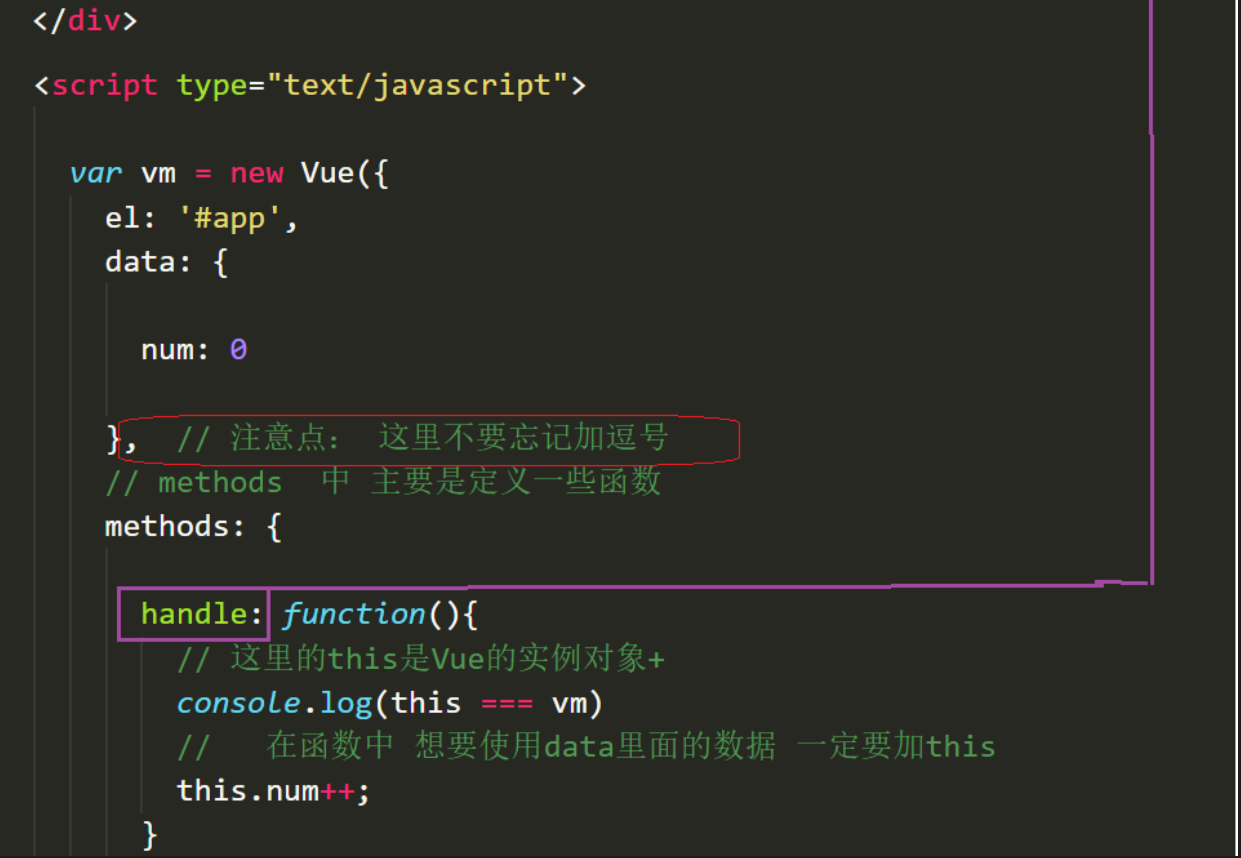 </div>
<script type="text/javascript">
var vm = new Vue({
el: '#app',
data: {
num: 0
}, // 注意点： 这里不要忘记加逗号
// methods 中 主要是定义一些函数
methods: {
handle: function(){
// 这里的this是Vue的实例对象+
console.log(this === vm)
// 在函数中 想要使用data里面的数据 一定要加this
this.num++;
}